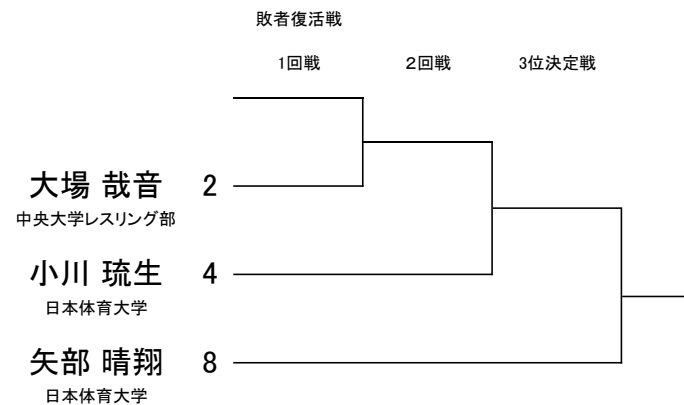 敗者復活戦
1回戦 ２回戦 3位決定戦
大場 哉音 2
中央大学レスリング部
小川 琉生 4
日本体育大学
矢部 晴翔 8
日本体育大学